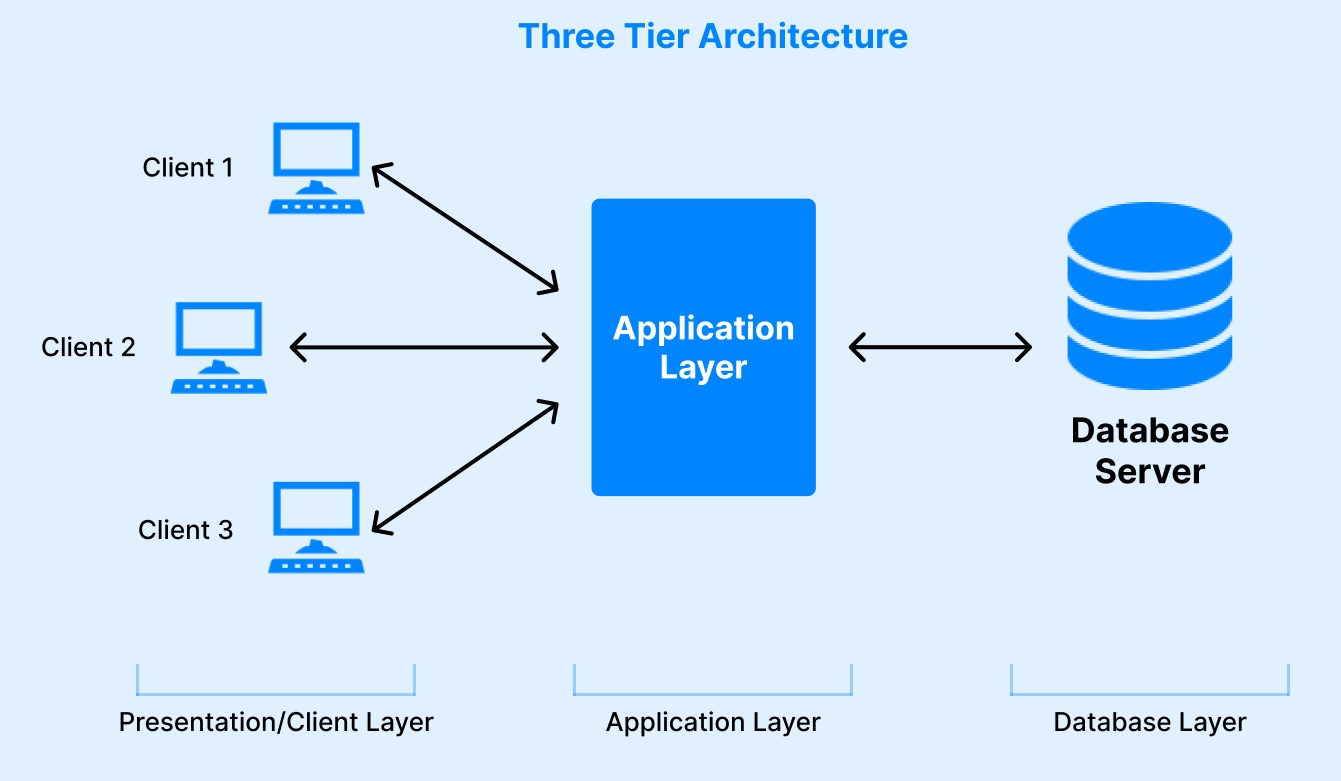 Three Tier Architecture
Client 1
Client 2
Client 3
Application
Layer
Database
Server
Presentation/Client Layer
Application Layer
Database Layer